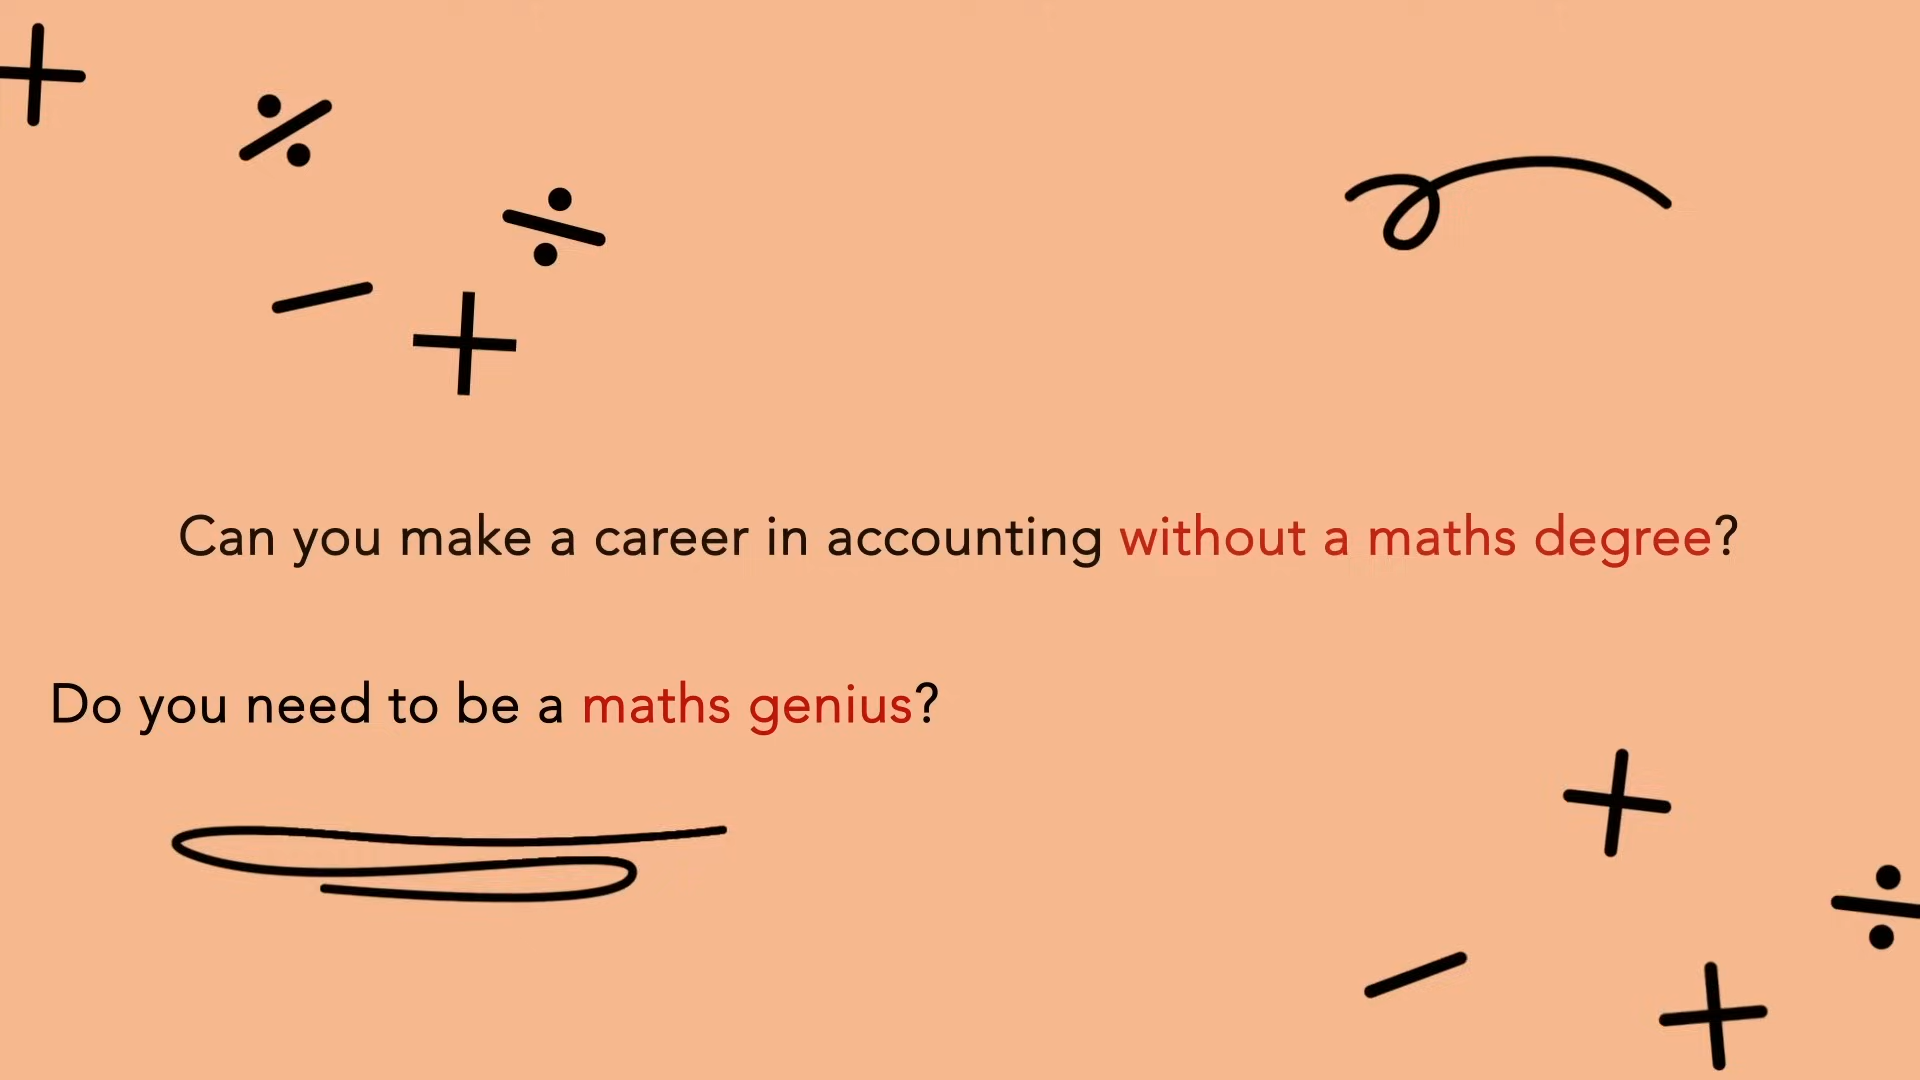 Can you make a career in accounting without a maths degree?
Do you need to be a maths genius?